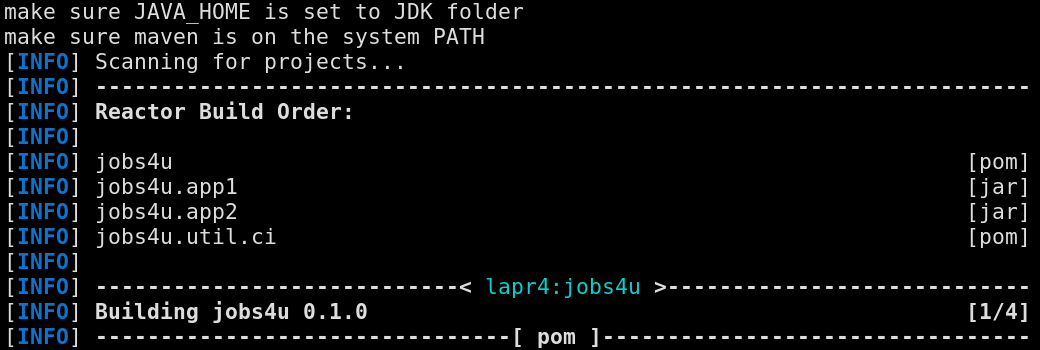 make sure JAVA_HOME is set to JDK folder
make sure maven is on the system PATH
[INFO] Scanning for projects...
[INFO] ------------------------------------------------------------------------
[INFO] Reactor Build Order:
[INFO]
[INFO] jobs4u                                                             [pom]
[INFO] jobs4u.app1                                                        [jar]
[INFO] jobs4u.app2                                                        [jar]
[INFO] jobs4u.util.ci                                                     [pom]
[INFO]
[INFO] ----------------------------< lapr4:jobs4u >----------------------------
[INFO] Building jobs4u 0.1.0                                              [1/4]
[INFO] --------------------------------[ pom ]---------------------------------